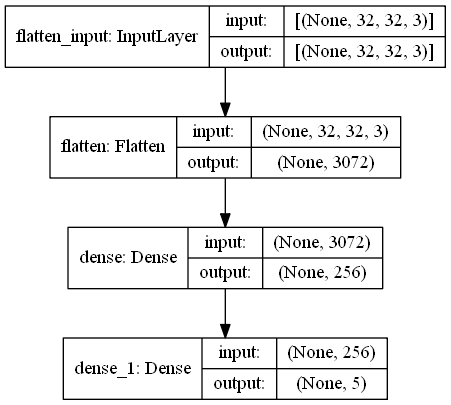 flatten_input: InputLayer
input:
[(None, 32, 32, 3)]
output:
[(None, 32, 32, 3)]
flatten: Flatten
input:
(None, 32, 32, 3)
output:
(None, 3072)
dense: Dense
input:
(None, 3072)
output:
(None, 256)
dense_1: Dense
input:
(None, 256)
output:
(None, 5)